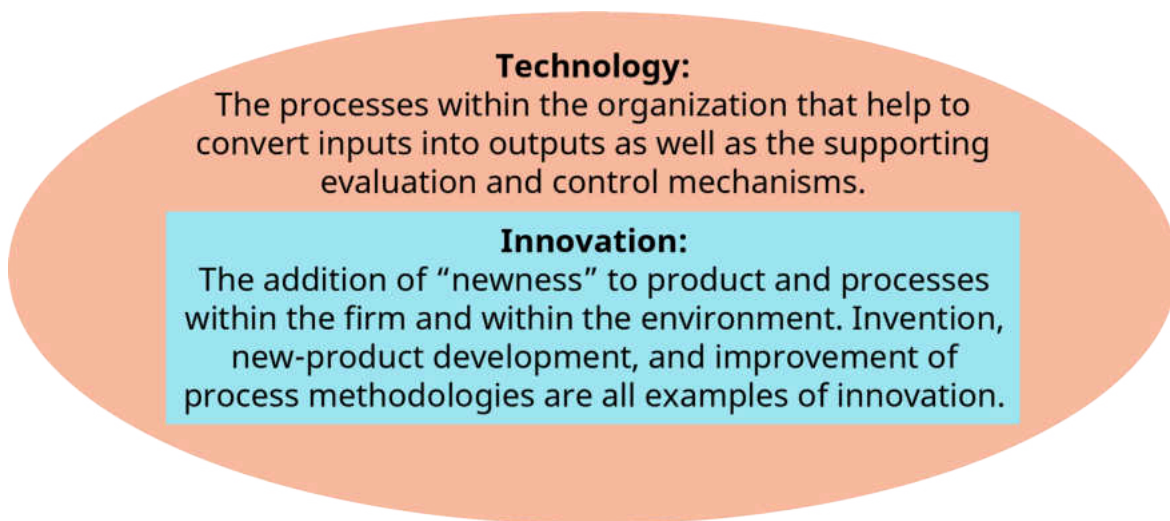 Technology:
The processes within the organization that help to
convert inputs into outputs as well as the supporting
evaluation and control mechanisms.
Innovation:
The addition of “newness” to product and processes
within the firm and within the environment. Invention,
new-product development, and improvement of
process methodologies are all examples of innovation.